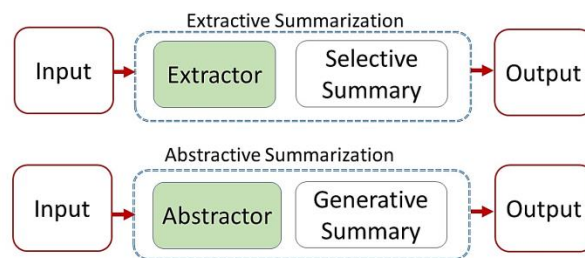 Extractive Summarization
Input
Extractor
Selective
Summary
Output
Abstractive Summarization
Input
Abstractor
Generative
Summary
Output